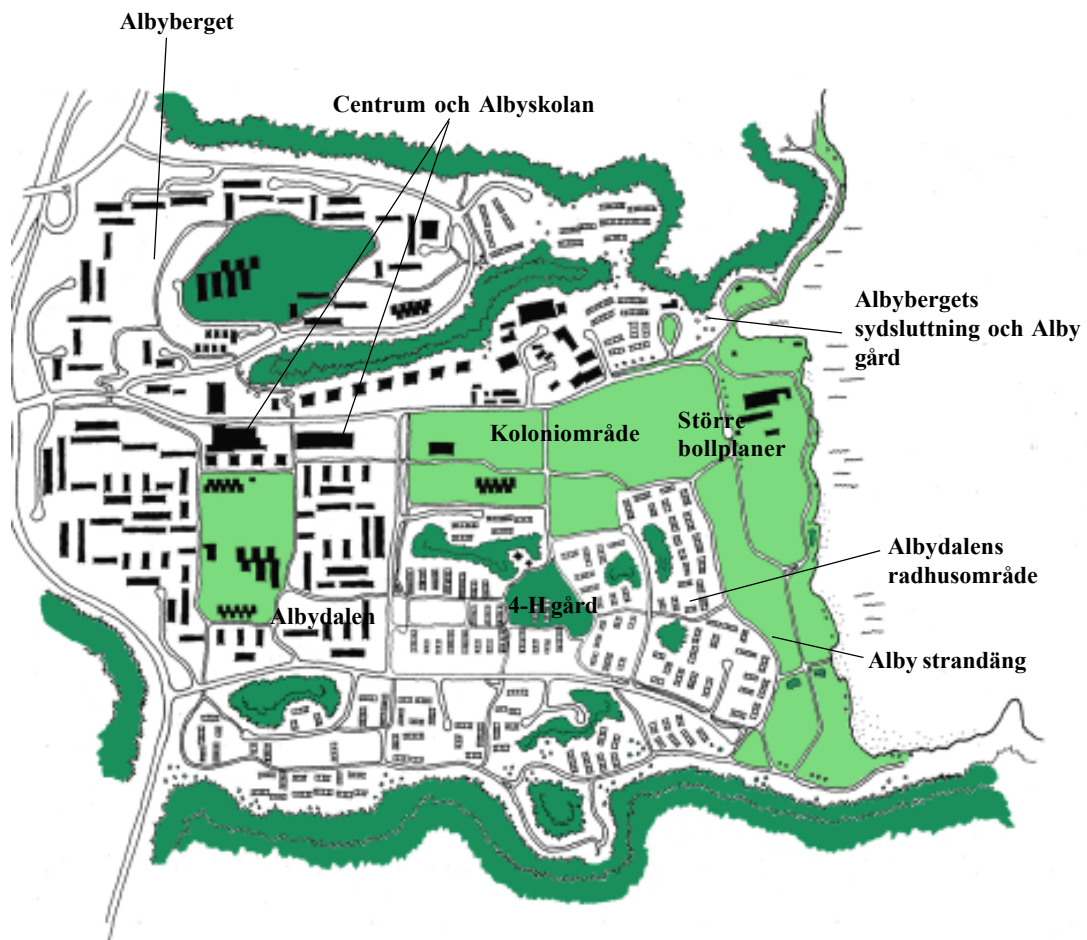 Albyberget
Centrum och Albyskolan
Albybergets
sydsluttning och Alby
gård
Koloniområde
Större
bollplaner
Albydalens
radhusområde
4-H gård
Albydalen
Alby strandäng